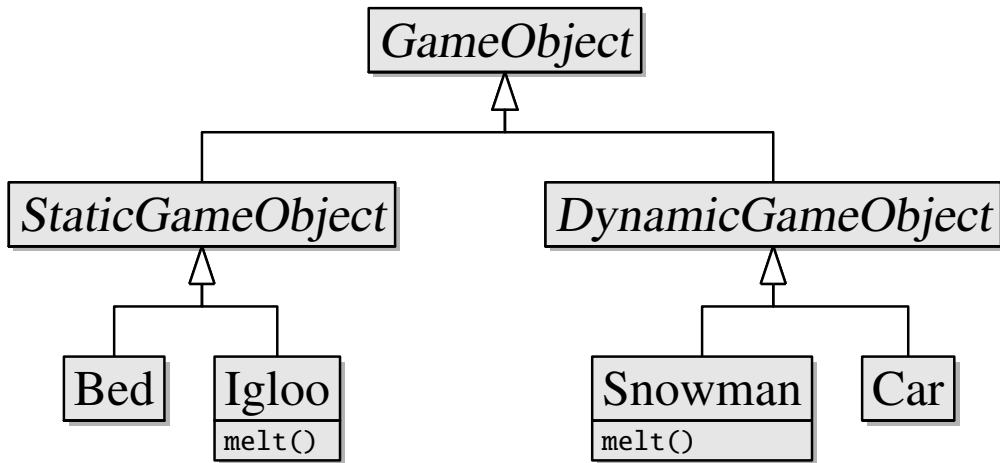 GameObject
StaticGameObject
DynamicGameObject
Bed
Igloo
melt()
Snowman
melt()
Car